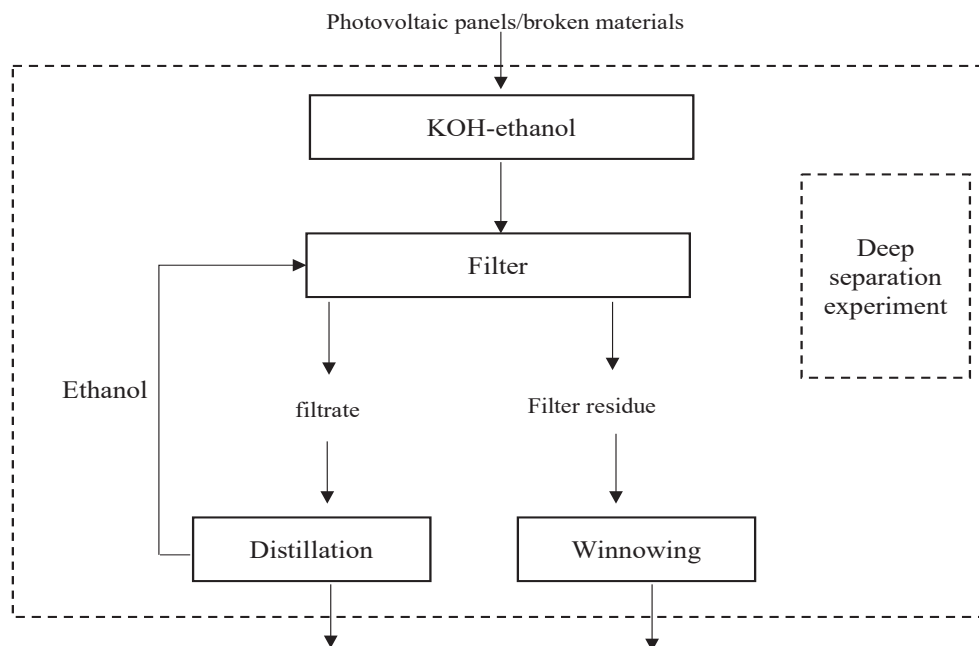 Photovoltaic panels/broken materials
KOH-ethanol
Filter
Deep
separation
experiment
Ethanol
filtrate
Filter residue
Distillation
Winnowing